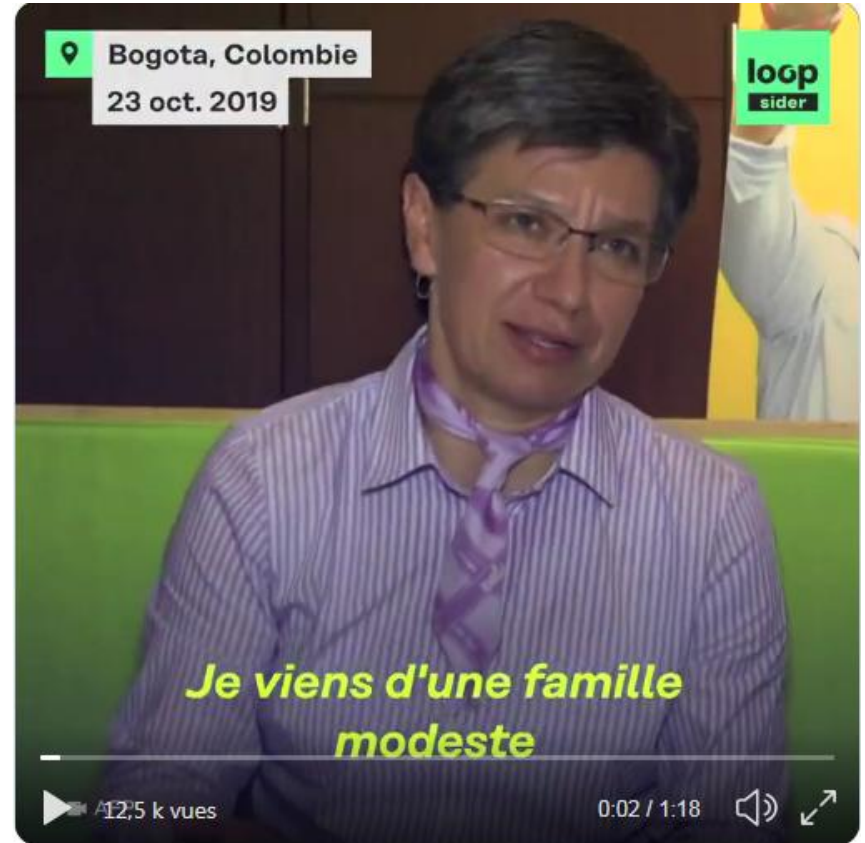 Bogota, Colombie
23 oct. 2019
loop
sider
Je viens d'une famille
modeste
AFP
12,5 k vues
0:02 / 1:18